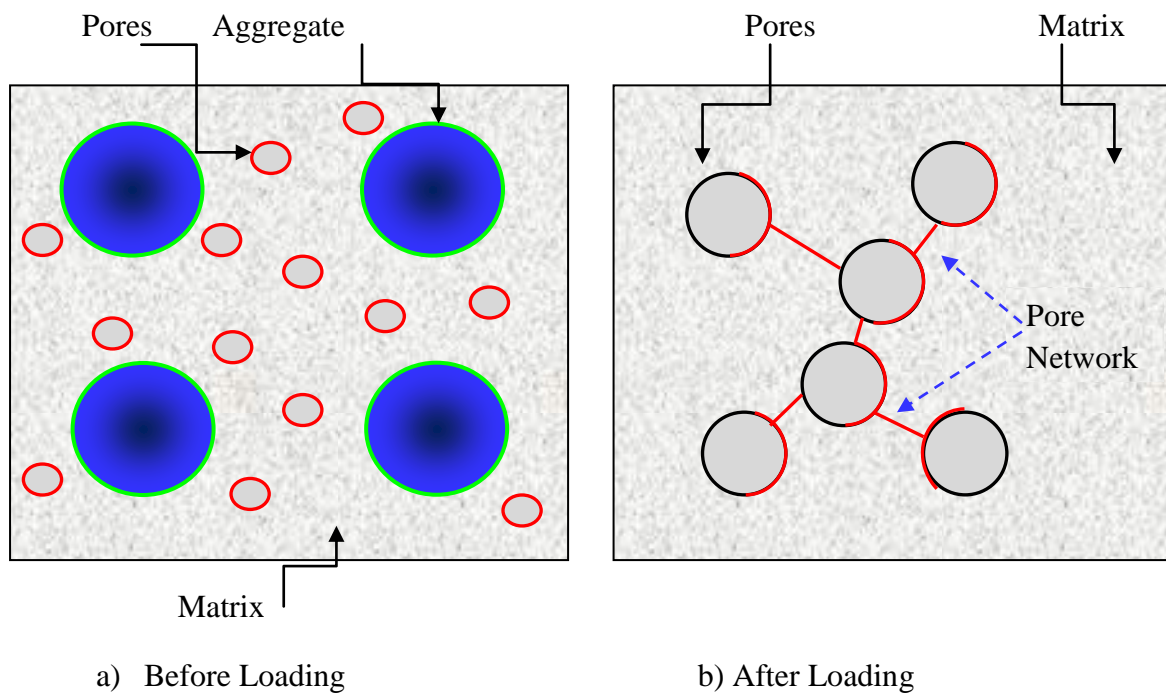 Pores
Aggregate
Matrix
a) Before Loading
Pores
Matrix
Pore
Network
b) After Loading